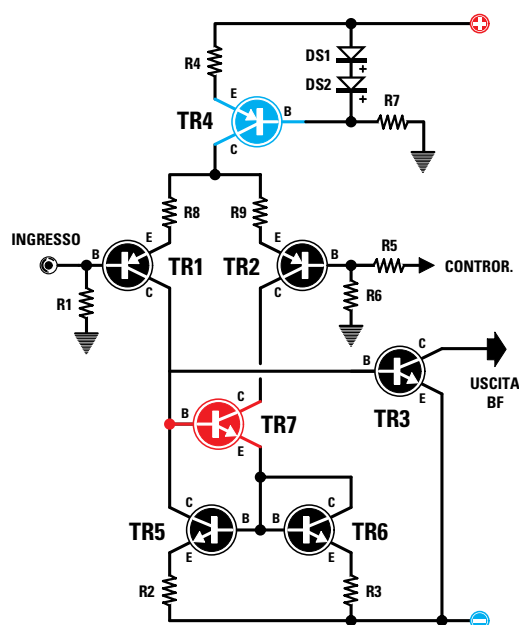 +
R4
DS1
+
DS2
+
E
TR4
B
R7
C
R8
R9
INGRESSO
B
E
C
TR1
TR2
E
B
C
R5
CONTROR.
R1
R6
B
C
E
TR3
USCITA
BF
B
C
E
TR7
C
TR5
B
E
B
C
TR6
E
R2
R3
−